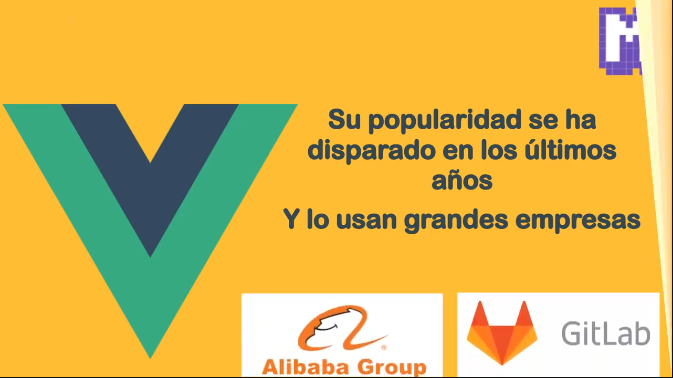 Su popularidad se ha
disparado en los últimos
años
Y lo usan grandes empresas
Alibaba Group
GitLab